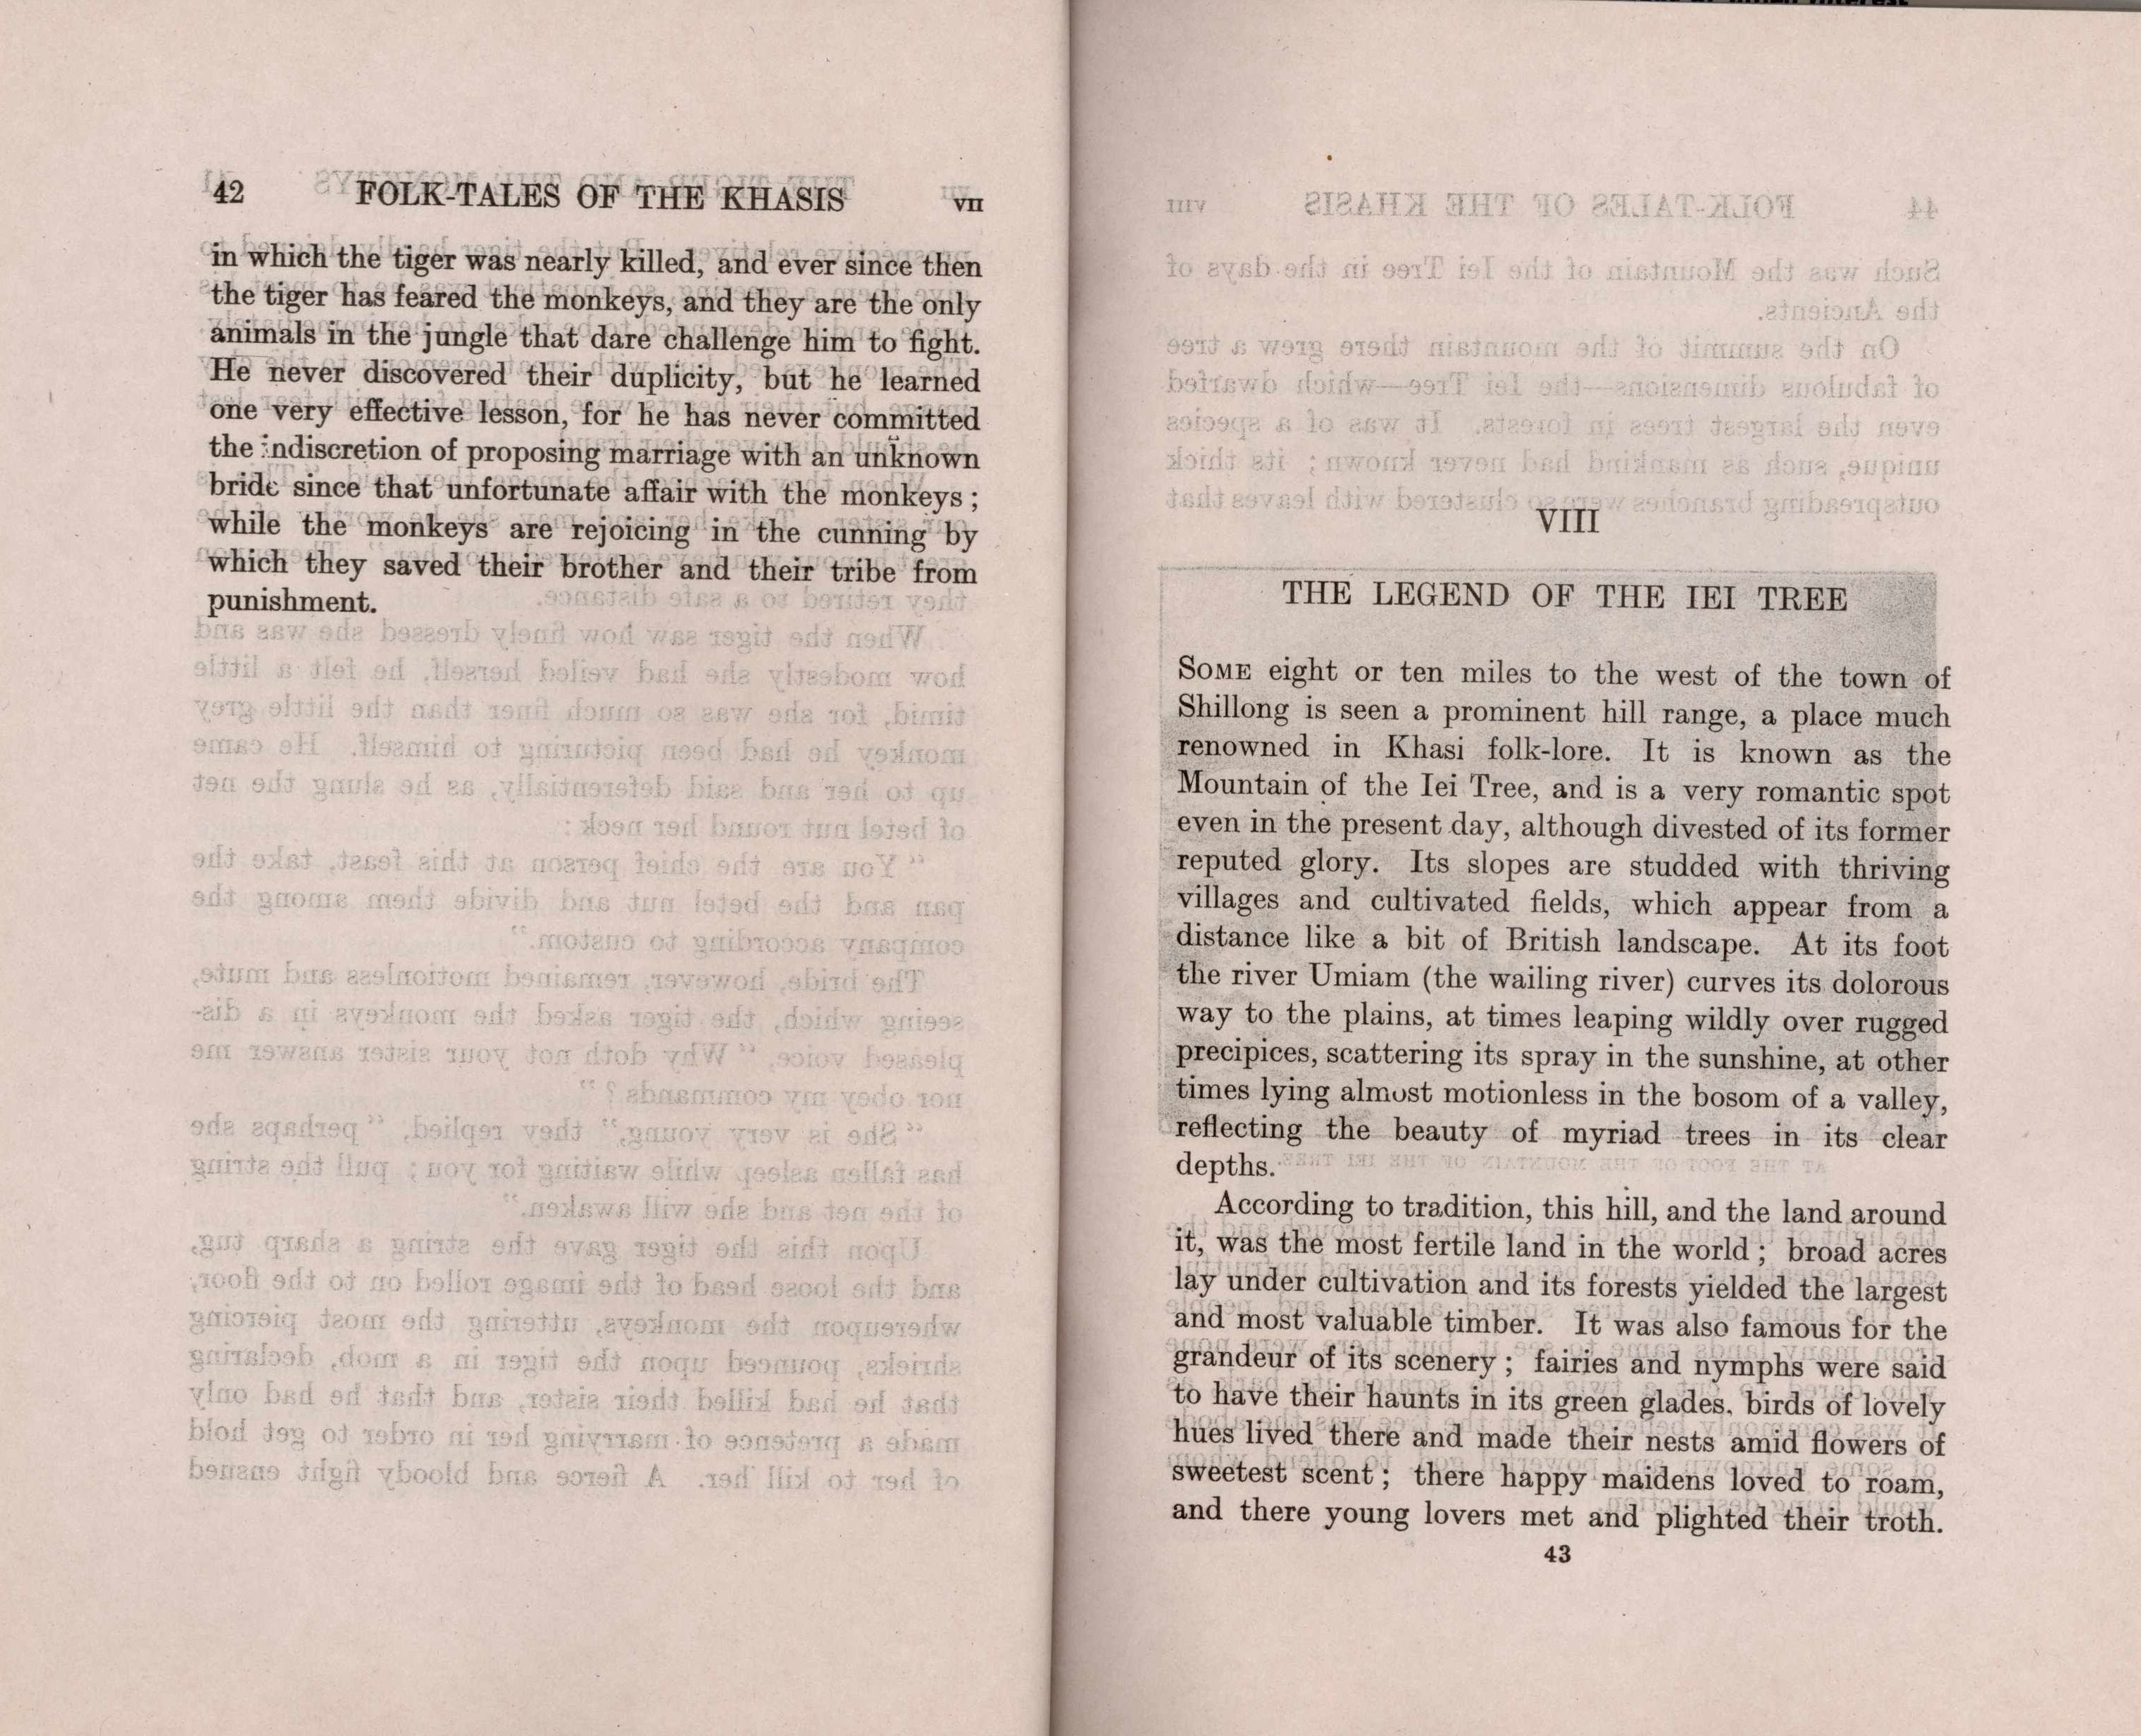 42 FOLK-TALES OF THE KHASIS VII
in which the tiger was nearly killed, and ever since then
the tiger has feared the monkeys, and they are the only
animals in the jungle that dare challenge him to fight.
He never discovered their duplicity, but he learned
one very effective lesson, for he has never committed
the indiscretion of proposing marriage with an unknown
bride since that unfortunate affair with the monkeys ;
while the monkeys are rejoicing in the cunning by
which they saved their brother and their tribe from
punishment.
VIII
THE LEGEND OF THE IEI TREE
SOME eight or ten miles to the west of the town of
Shillong is seen a prominent hill range, a place much
renowned in Khasi folk-lore. It is known as the
Mountain of the Iei Tree, and is a very romantic spot
even in the present day, although divested of its former
reputed glory. Its slopes are studded with thriving
villages and cultivated fields, which appear from a
distance like a bit of British landscape. At its foot
the river Umiam (the wailing river) curves its dolorous
way to the plains, at times leaping wildly over rugged
precipices, scattering its spray in the sunshine, at other
times lying almost motionless in the bosom of a valley,
reflecting the beauty of myriad trees in its clear
depths.
According to tradition, this hill, and the land around
it, was the most fertile land in the world ; broad acres
lay under cultivation and its forests yielded the largest
and most valuable timber. It was also famous for the
grandeur of its scenery ; fairies and nymphs were said
to have their haunts in its green glades, birds of lovely
hues lived there and made their nests amid flowers of
sweetest scent ; there happy maidens loved to roam,
and there young lovers met and plighted their troth.
43